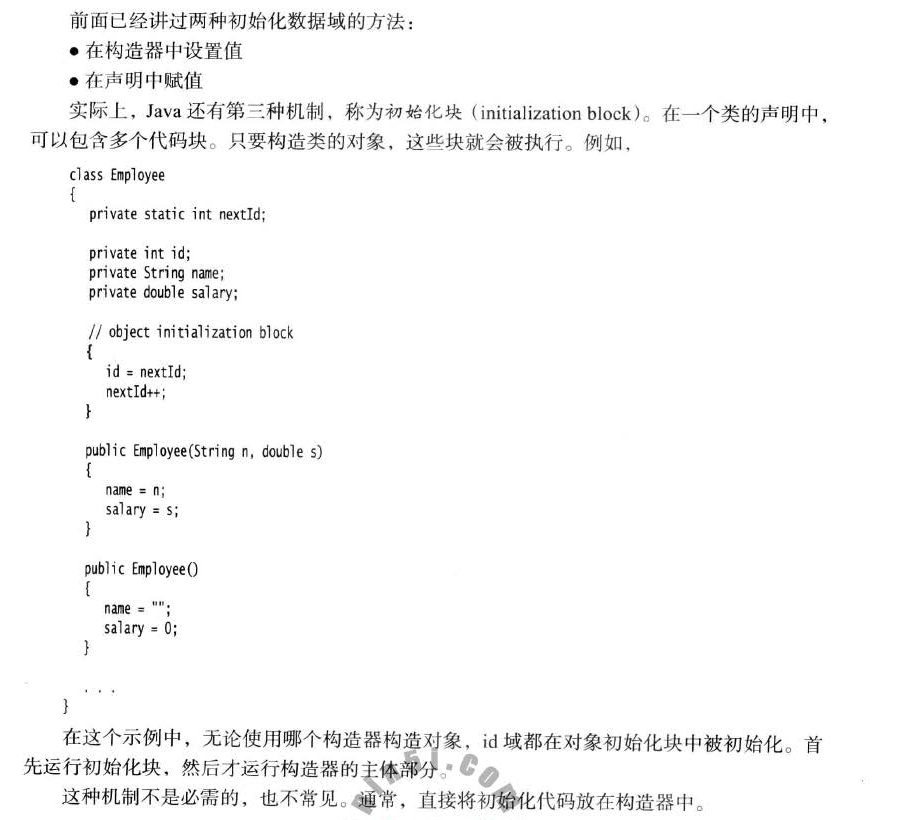 前面已经讲过两种初始化数据域的方法：
● 在构造器中设置值
● 在声明中赋值
实际上，Java 还有第三种机制，称为初始化块（initialization block）。在一个类的声明中，
可以包含多个代码块。只要构造类的对象，这些块就会被执行。例如，
class Employee
{
private static int nextId;
private int id;
private String name;
private double salary;
// object initialization block
{
id = nextId;
nextId++;
}
public Employee(String n, double s)
{
name = n;
salary = s;
}
public Employee()
{
name = "";
salary = 0;
}
. . .
}
在这个示例中，无论使用哪个构造器构造对象，id 域都在对象初始化块中被初始化。首
先运行初始化块，然后才运行构造器的主体部分。
这种机制不是必需的，也不常见。通常，直接将初始化代码放在构造器中。